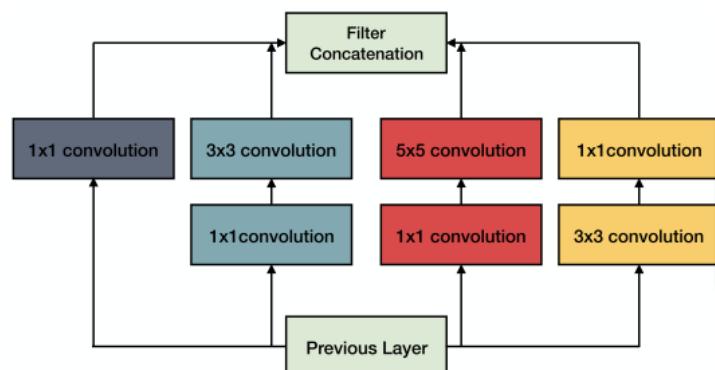 Filter
Concatenation
1x1 convolution
3x3 convolution
5x5 convolution
1x1convolution
1x1convolution
1x1 convolution
3x3 convolution
Previous Layer